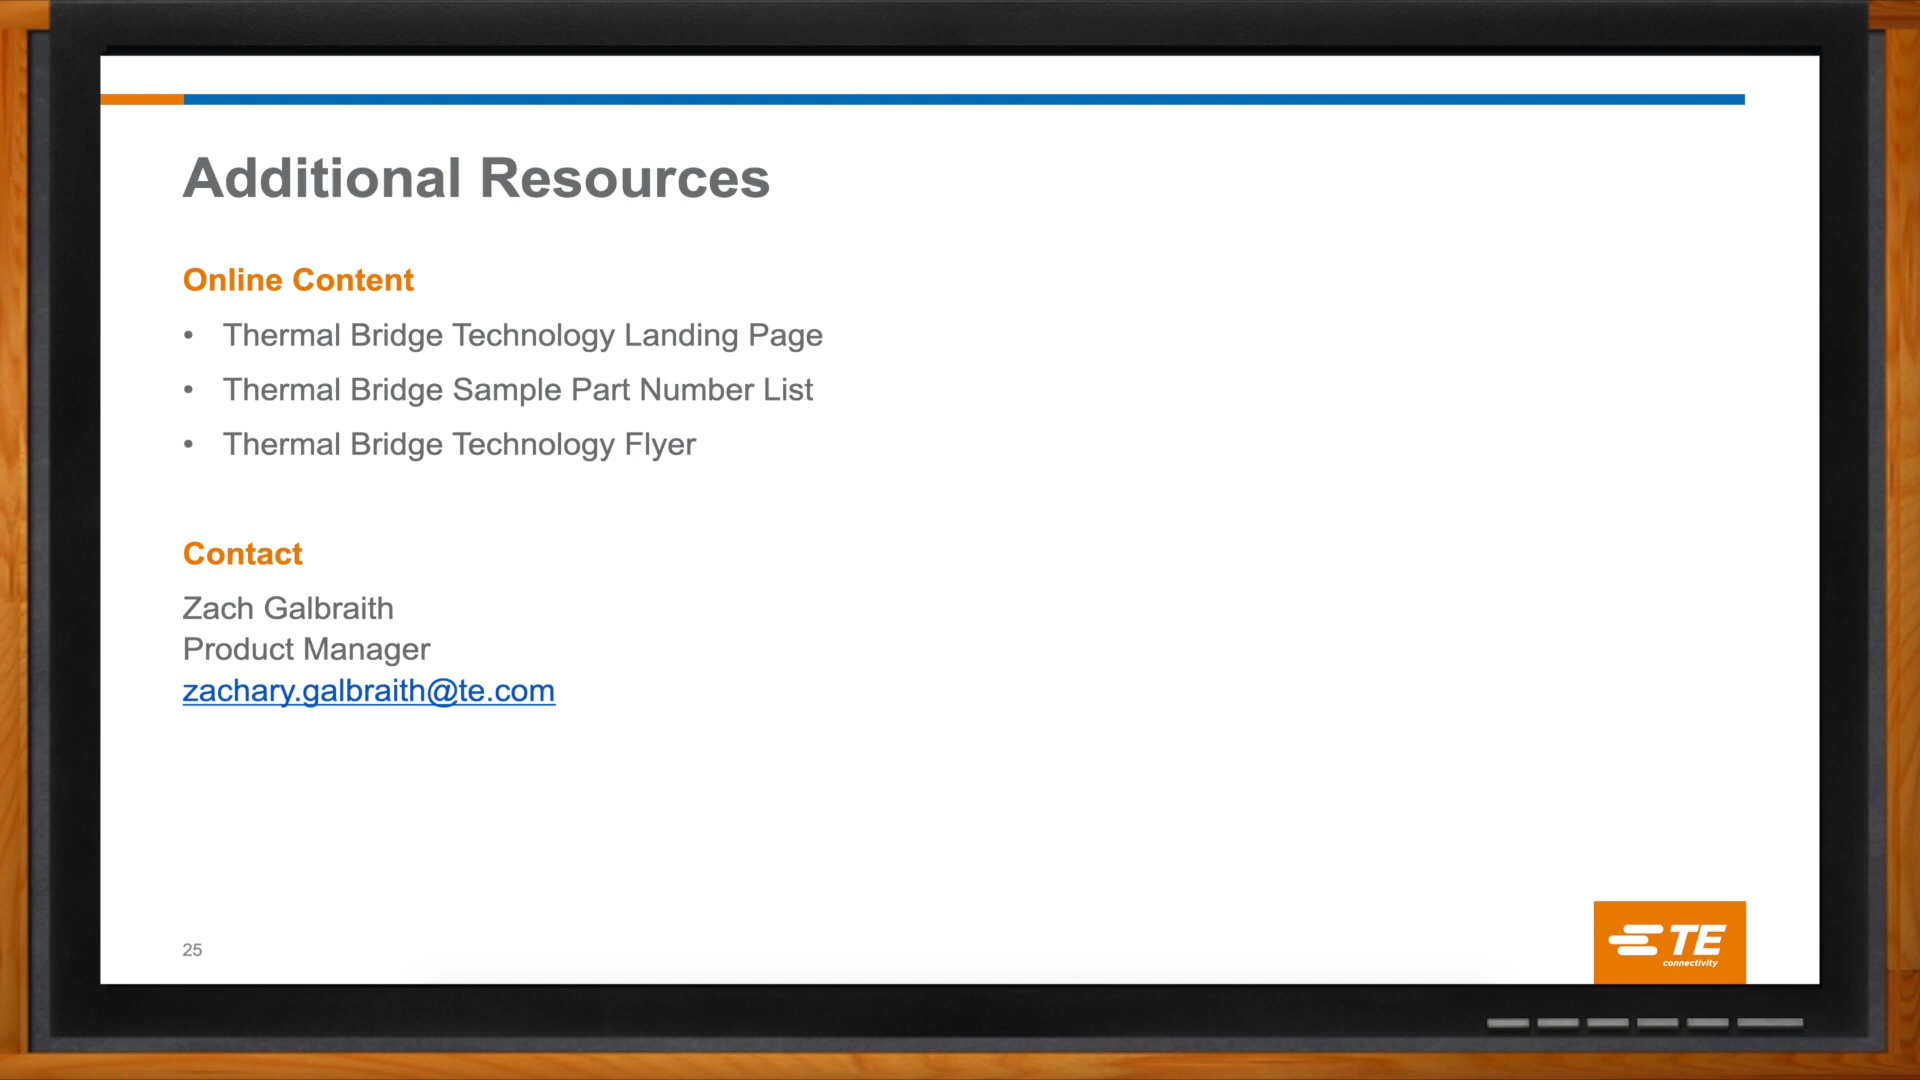 Additional Resources
Online Content
• Thermal Bridge Technology Landing Page
• Thermal Bridge Sample Part Number List
• Thermal Bridge Technology Flyer
Contact
Zach Galbraith
Product Manager
zachary.galbraith@te.com
25
TE
connectivity